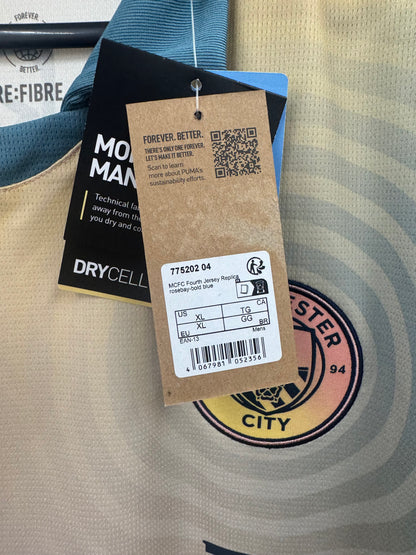 FOREVER.
BETTER.
RE:FIBRE
MO
MAN
Technical fa
away from th
you dry and co
DRYCELL
FOREVER. BETTER.
THERE'S ONLY ONE FOREVER.
LET'S MAKE IT BETTER.
Scan to learn
more about PUMA's
sustainability efforts.
775202 04
MCFC Fourth Jersey Replica
rosebay-bold blue
US XL TG CA
EU XL GG BR
EAN-13 Mens
4 067981 052356
ESTER
94
CITY